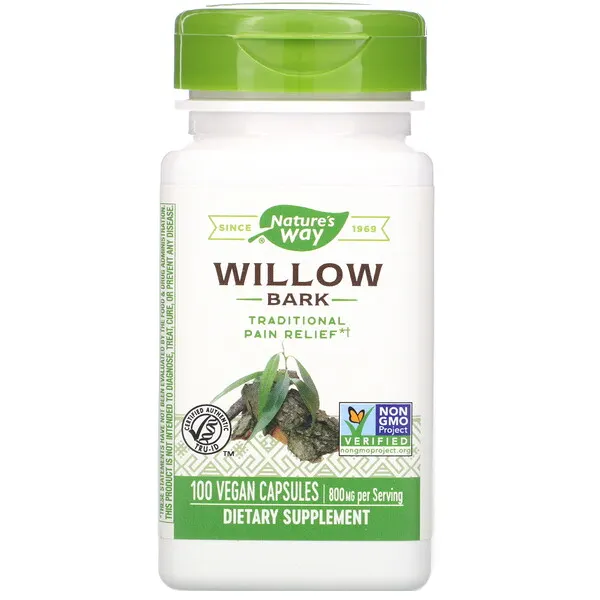 SINCE
Nature's
Way®
1969
WILLOW
BARK
TRADITIONAL
PAIN RELIEF*†
CERTIFIED AUTHENTIC
TRU-ID
™
NON
GMO
Project
VERIFIED
nongmoproject.org
100 VEGAN CAPSULES | 800 MG per Serving
DIETARY SUPPLEMENT
*THESE STATEMENTS HAVE NOT BEEN EVALUATED BY THE FOOD & DRUG ADMINISTRATION.
THIS PRODUCT IS NOT INTENDED TO DIAGNOSE, TREAT, CURE, OR PREVENT ANY DISEASE.